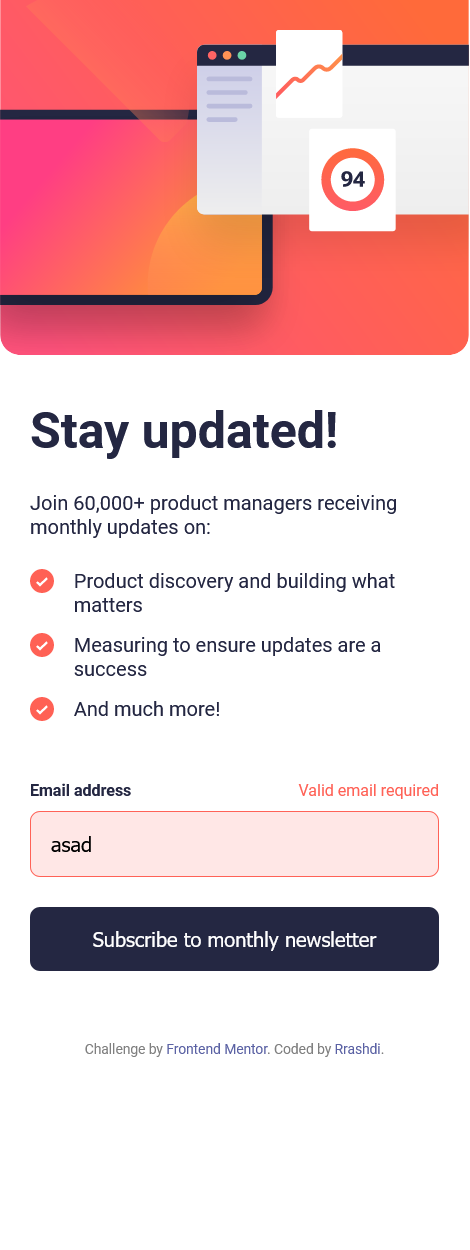 94
Stay updated!
Join 60,000+ product managers receiving
monthly updates on:
Product discovery and building what
matters
Measuring to ensure updates are a
success
And much more!
Email address Valid email required
asad
Subscribe to monthly newsletter
Challenge by Frontend Mentor. Coded by Rrashdi.